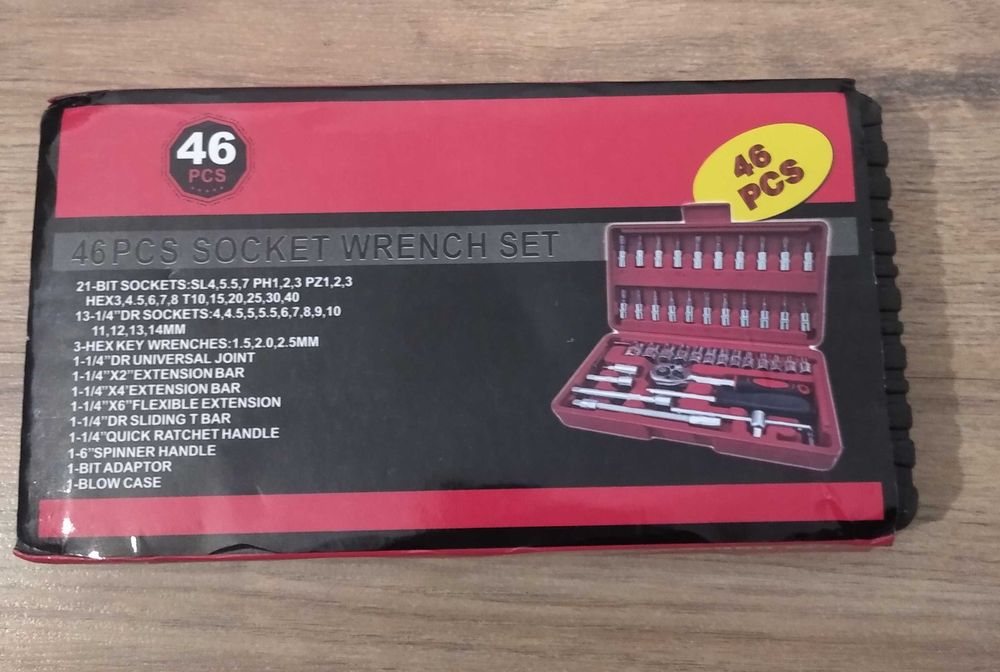 46
PCS
46
PCS
46 PCS SOCKET WRENCH SET
21-BIT SOCKETS:SL4,5.5,7 PH1,2,3 PZ1,2,3
HEX3,4.5,6,7,8 T10,15,20,25,30,40
13-1/4"DR SOCKETS:4,4.5,5,5.5,6,7,8,9,10
11,12,13,14MM
3-HEX KEY WRENCHES:1.5,2.0,2.5MM
1-1/4"DR UNIVERSAL JOINT
1-1/4"X2"EXTENSION BAR
1-1/4"X4'EXTENSION BAR
1-1/4"X6"FLEXIBLE EXTENSION
1-1/4"DR SLIDING T BAR
1-1/4"QUICK RATCHET HANDLE
1-6"SPINNER HANDLE
1-BIT ADAPTOR
1-BLOW CASE